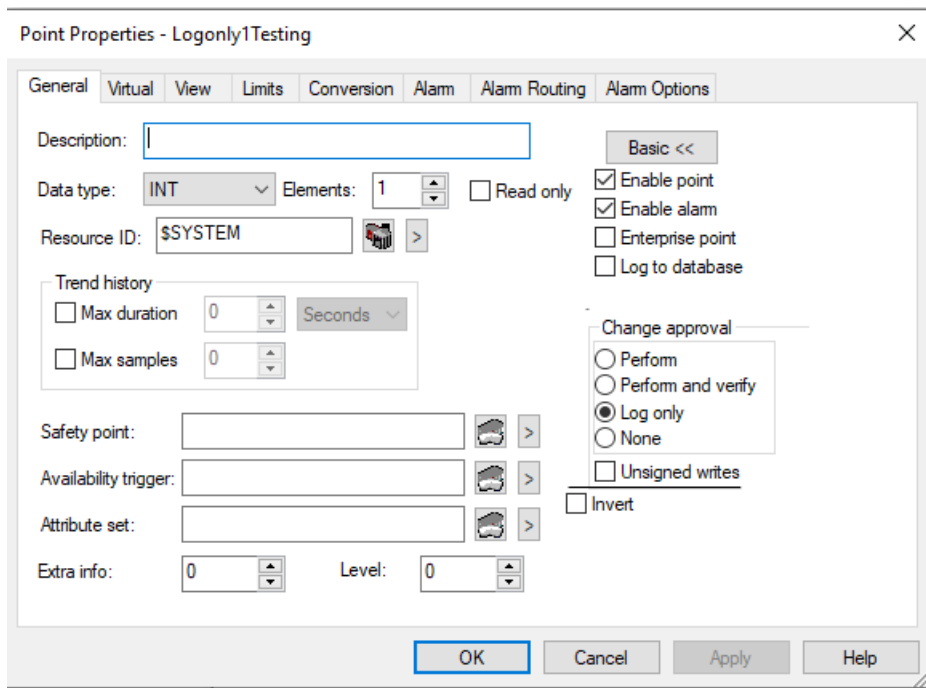 Point Properties - Logonly1Testing
General Virtual View Limits Conversion Alarm Alarm Routing Alarm Options
Description:
Basic <<
Data type: INT Elements: 1 Read only
Enable point
Enable alarm
Resource ID: $SYSTEM >
Enterprise point
Log to database
Trend history
Max duration 0 Seconds
Max samples 0
Change approval
Perform
Perform and verify
Log only
None
Unsigned writes
Safety point: >
Availability trigger: >
Invert
Attribute set: >
Extra info: 0 Level: 0
OK Cancel Apply Help